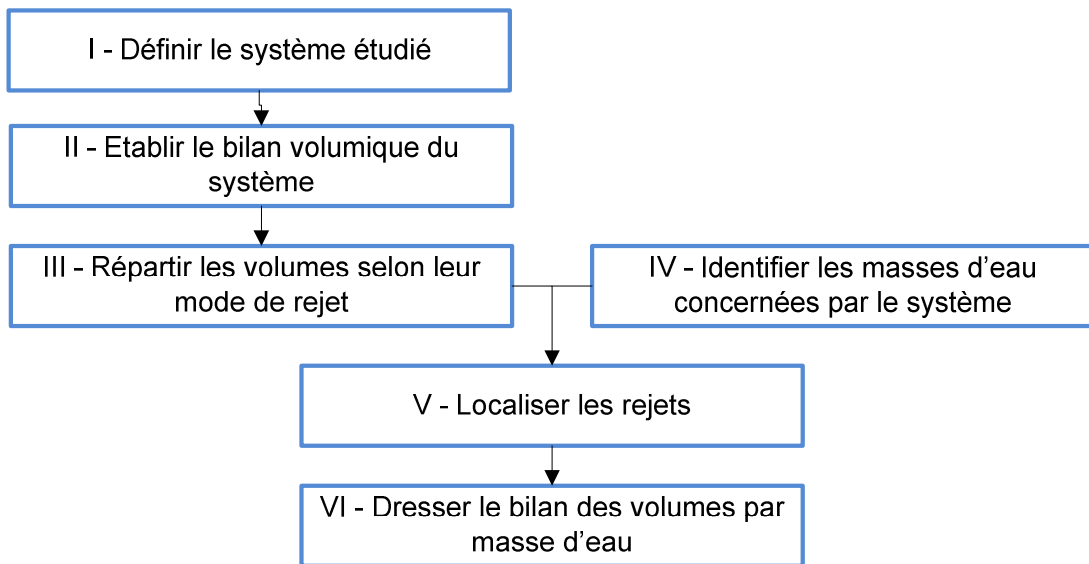 I - Définir le système étudié
II - Etablir le bilan volumique du
système
III - Répartir les volumes selon leur
mode de rejet
IV - Identifier les masses d’eau
concernées par le système
V - Localiser les rejets
VI - Dresser le bilan des volumes par
masse d’eau